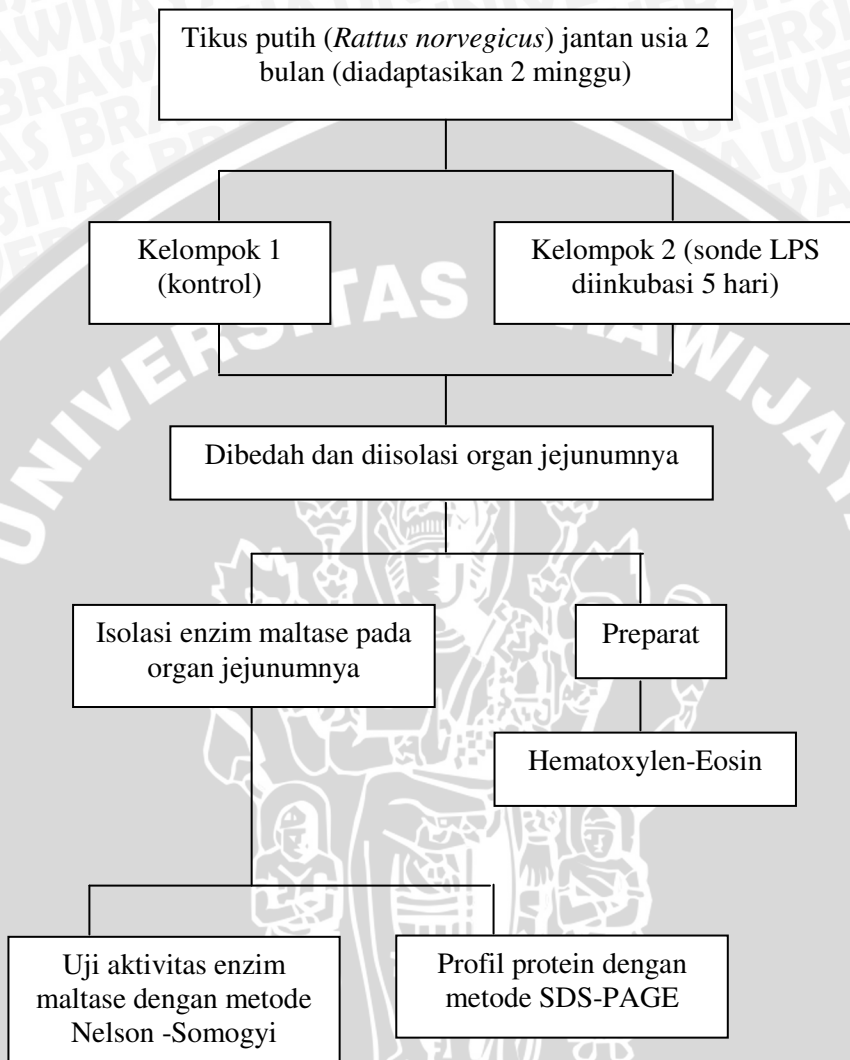 Tikus putih (Rattus norvegicus) jantan usia 2
bulan (diadaptasikan 2 minggu)
Kelompok 1
(kontrol)
Kelompok 2 (sonde LPS
diinkubasi 5 hari)
Dibedah dan diisolasi organ jejunumnya
Isolasi enzim maltase pada
organ jejunumnya
Preparat
Hematoxylen-Eosin
Uji aktivitas enzim
maltase dengan metode
Nelson -Somogyi
Profil protein dengan
metode SDS-PAGE